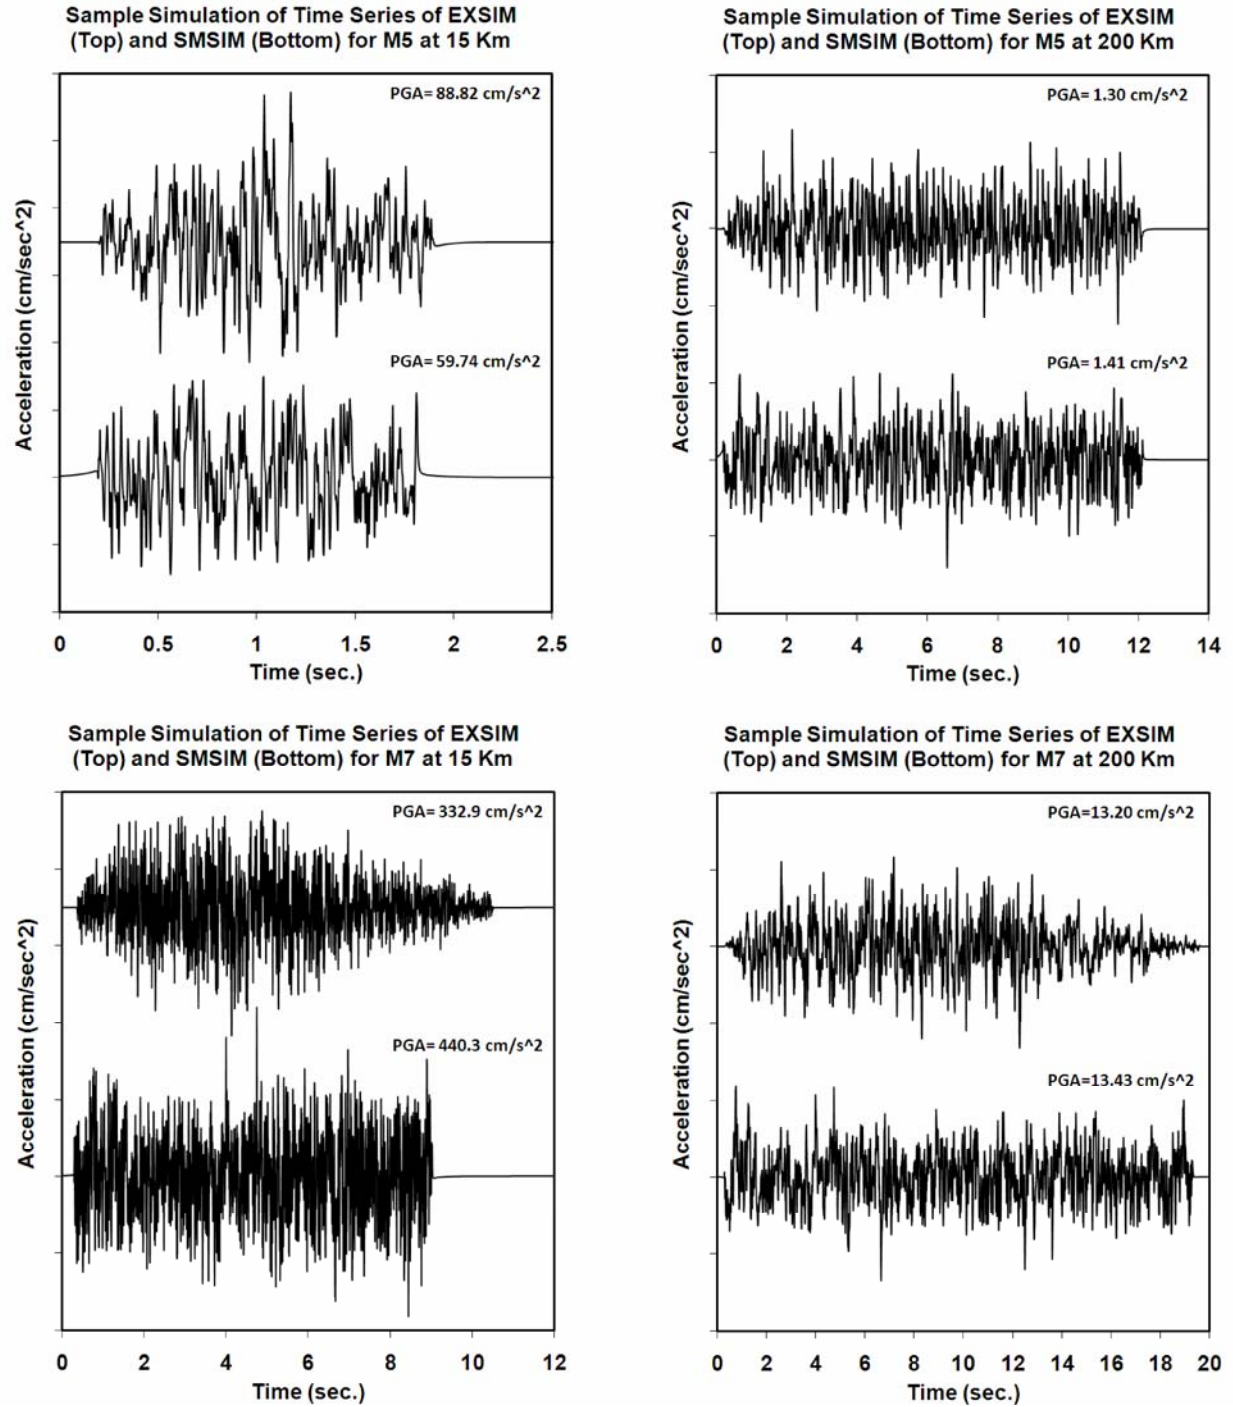 Sample Simulation of Time Series of EXSIM
(Top) and SMSIM (Bottom) for M5 at 15 Km
PGA= 88.82 cm/s^2
PGA= 59.74 cm/s^2
Acceleration (cm/sec^2)
0 0.5 1 1.5 2 2.5
Time (sec.)
Sample Simulation of Time Series of EXSIM
(Top) and SMSIM (Bottom) for M5 at 200 Km
PGA= 1.30 cm/s^2
PGA= 1.41 cm/s^2
Acceleration (cm/sec^2)
0 2 4 6 8 10 12 14
Time (sec.)
Sample Simulation of Time Series of EXSIM
(Top) and SMSIM (Bottom) for M7 at 15 Km
PGA= 332.9 cm/s^2
PGA= 440.3 cm/s^2
Acceleration (cm/sec^2)
0 2 4 6 8 10 12
Time (sec.)
Sample Simulation of Time Series of EXSIM
(Top) and SMSIM (Bottom) for M7 at 200 Km
PGA=13.20 cm/s^2
PGA=13.43 cm/s^2
Acceleration (cm/sec^2)
0 2 4 6 8 10 12 14 16 18 20
Time (sec.)